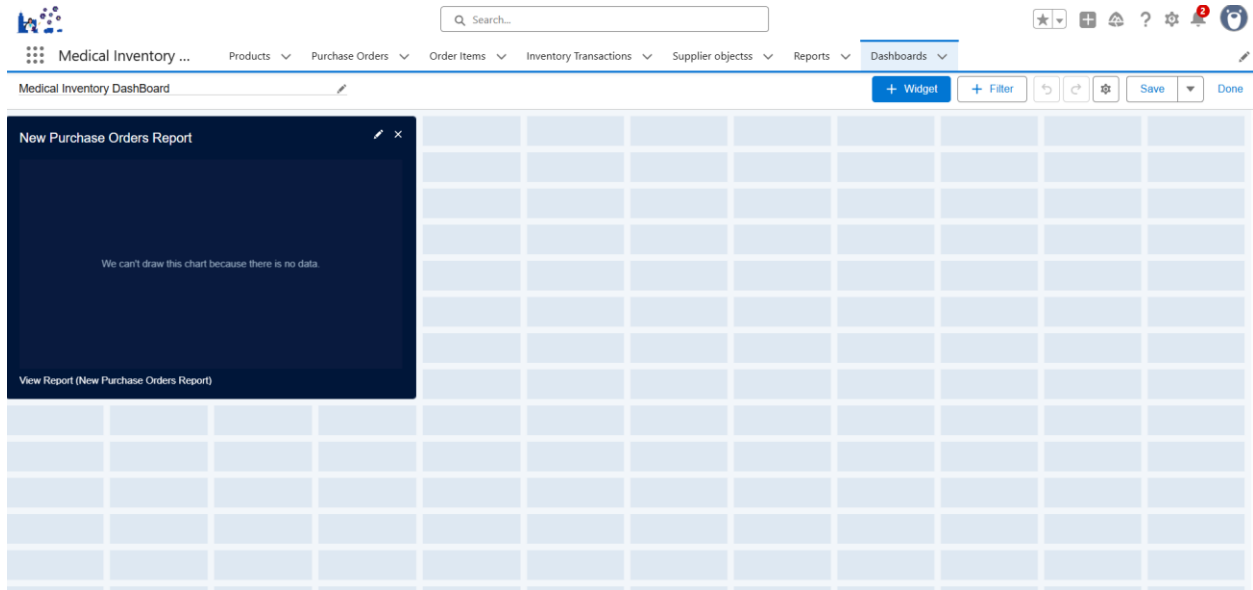 Search...
2
Medical Inventory ... Products Purchase Orders Order Items Inventory Transactions Supplier objectss Reports Dashboards
Medical Inventory DashBoard + Widget + Filter Save Done
New Purchase Orders Report
We can't draw this chart because there is no data.
View Report (New Purchase Orders Report)